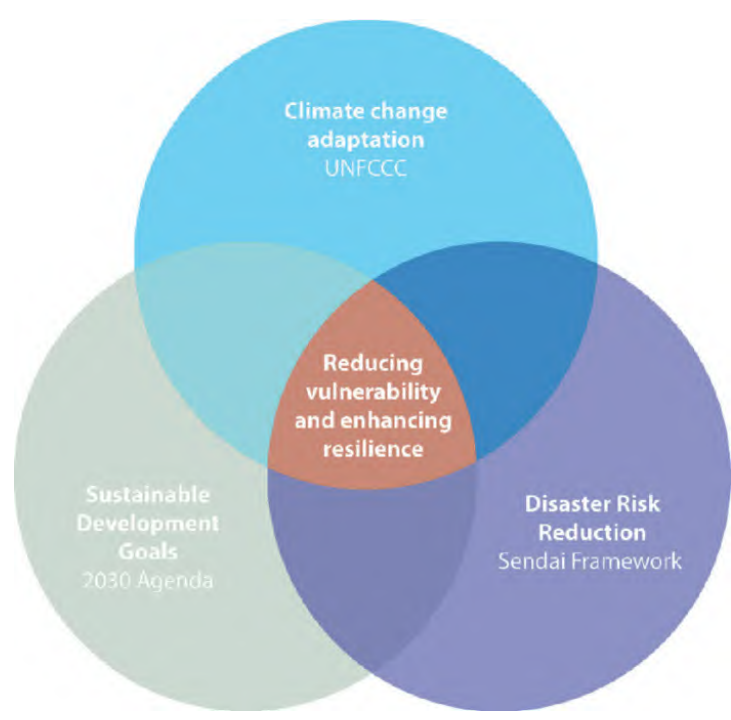 Climate change
adaptation
UNFCCC
Reducing
vulnerability
and enhancing
resilience
Sustainable
Development
Goals
2030 Agenda
Disaster Risk
Reduction
Sendai Framework